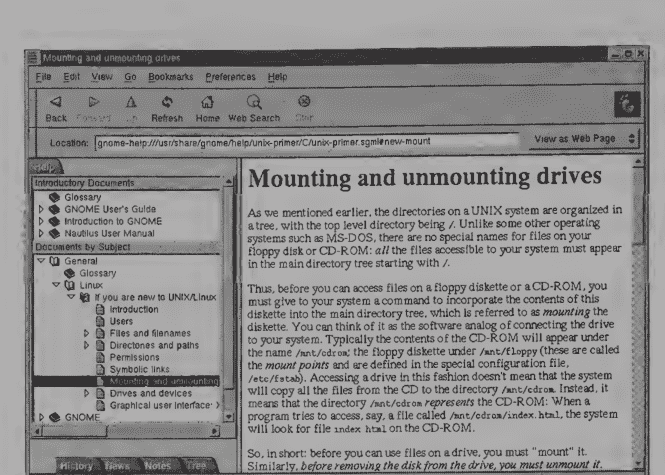 Mounting and unmounting drives
File Edit View Go Bookmarks Preferences Help
Back Forward Up Refresh Home Web Search Stop
Location: gnome-help:///usr/share/gnome/help/unix-primer/C/unix-primer.sgml#new-mount View as Web Page
Help
Introductory Documents
Glossary
GNOME User's Guide
Introduction to GNOME
Nautilus User Manual
Documents by Subject
General
Glossary
Linux
If you are new to UNIX/Linux
Introduction
Users
Files and filenames
Directories and paths
Permissions
Symbolic links
Mounting and unmounting
Drives and devices
Graphical user interface:
GNOME
History News Notes Tree
Mounting and unmounting drives
As we mentioned earlier, the directories on a UNIX system are organized in
a tree, with the top level directory being /. Unlike some other operating
systems such as MS-DOS, there are no special names for files on your
floppy disk or CD-ROM: all the files accessible to your system must appear
in the main directory tree starting with /.
Thus, before you can access files on a floppy diskette or a CD-ROM, you
must give to your system a command to incorporate the contents of this
diskette into the main directory tree, which is referred to as mounting the
diskette. You can think of it as the software analog of connecting the drive
to your system. Typically the contents of the CD-ROM will appear under
the name /mnt/cdrom; the floppy diskette under /mnt/floppy (these are called
the mount points and are defined in the special configuration file,
/etc/fstab). Accessing a drive in this fashion doesn't mean that the system
will copy all the files from the CD to the directory /mnt/cdrom. Instead, it
means that the directory /mnt/cdrom represents the CD-ROM: When a
program tries to access, say, a file called /mnt/cdrom/index.html, the system
will look for file index html on the CD-ROM.
So, in short: before you can use files on a drive, you must "mount" it.
Similarly, before removing the disk from the drive, you must unmount it.